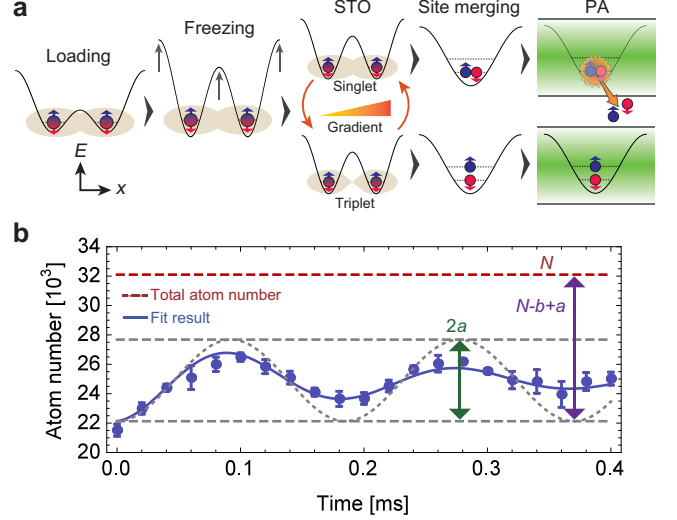 a
Loading
Freezing
STO
Site merging
PA
Singlet
Gradient
Triplet
E
x
b
Atom number [10³]
34
32
30
28
26
24
22
20
N
Total atom number
Fit result
2a
N-b+a
0.0
0.1
0.2
0.3
0.4
Time [ms]